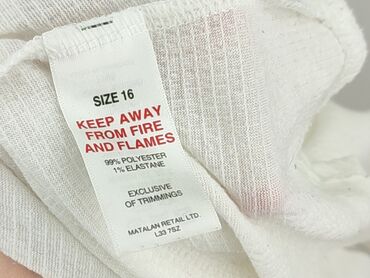 SIZE 16
KEEP AWAY
FROM FIRE
AND FLAMES
99% POLYESTER
1% ELASTANE
EXCLUSIVE
OF TRIMMINGS
MATALAN RETAIL LTD.
L33 7SZ